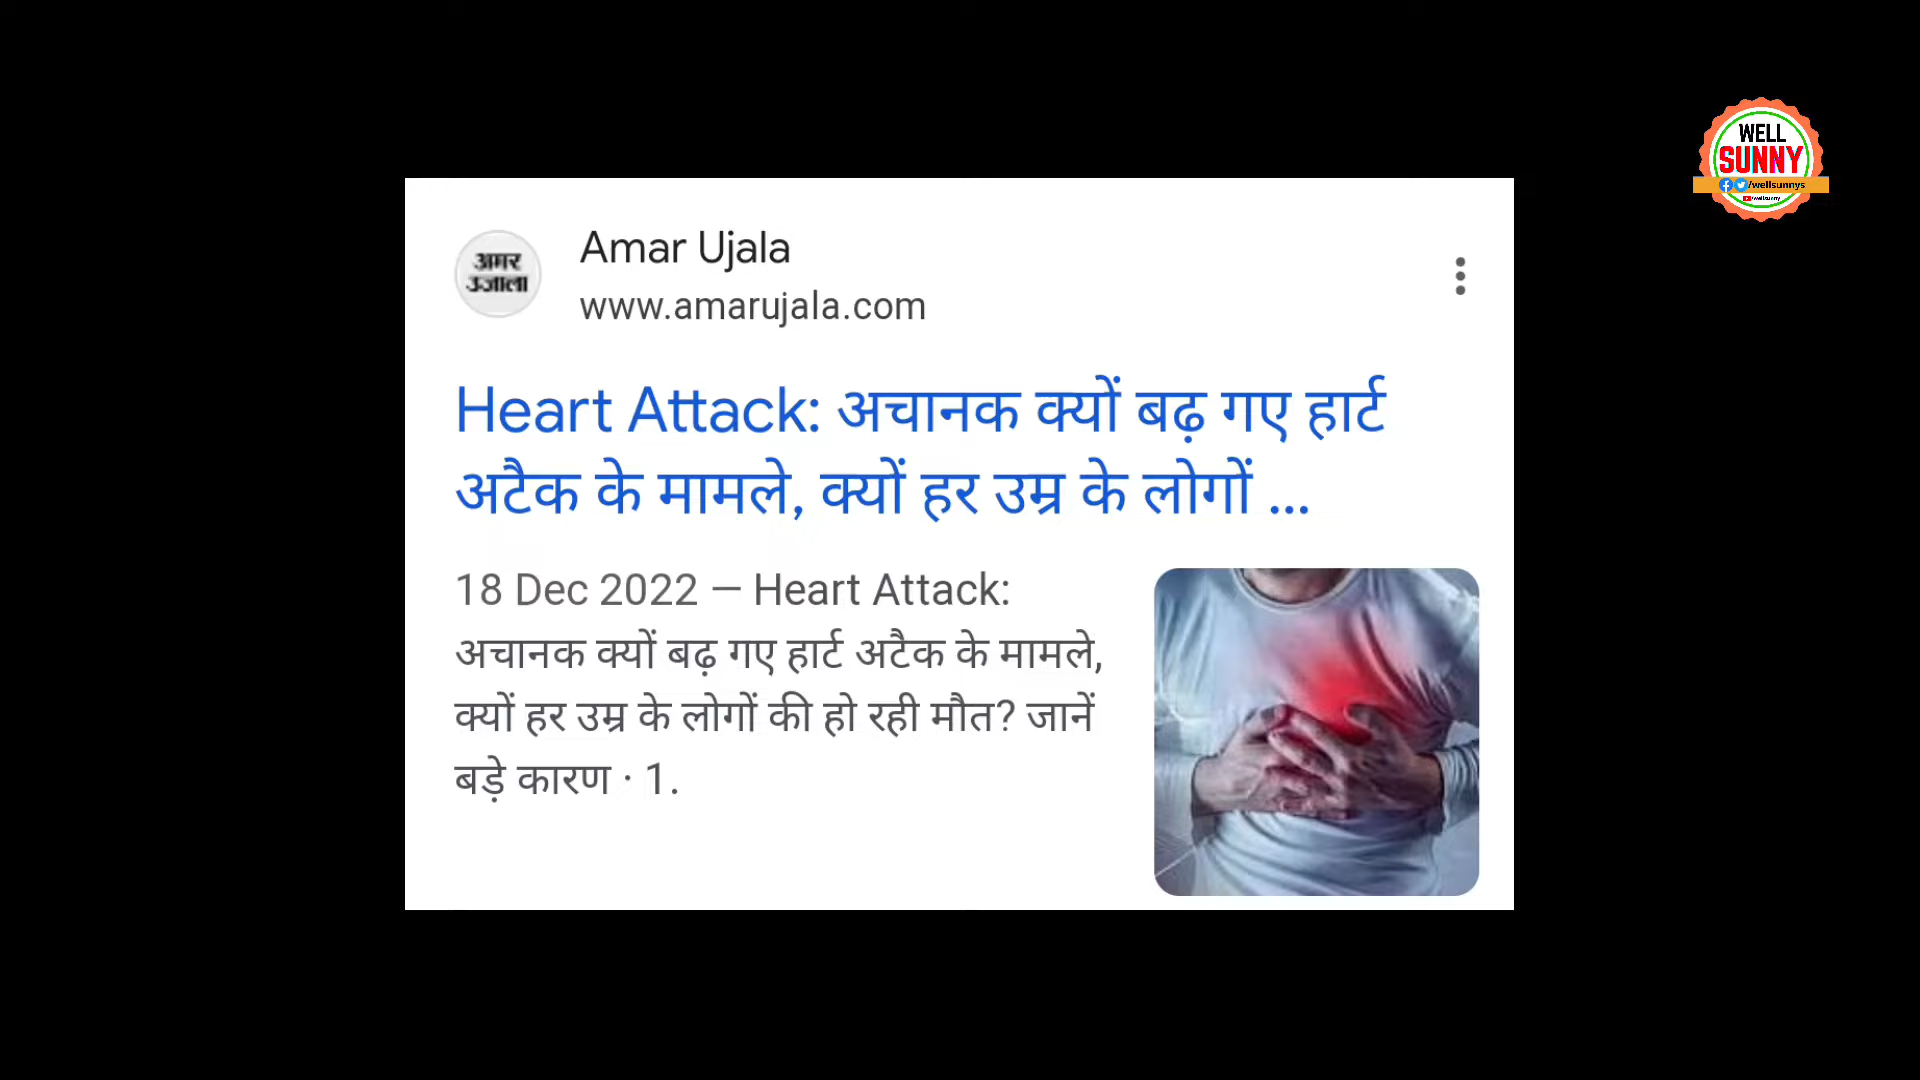 WELL
SUNNY
/wellsunnys
/wellsunny
अमर
उजाला
Amar Ujala
www.amarujala.com
Heart Attack: अचानक क्यों बढ़ गए हार्ट
अटैक के मामले, क्यों हर उम्र के लोगों ...
18 Dec 2022 — Heart Attack:
अचानक क्यों बढ़ गए हार्ट अटैक के मामले,
क्यों हर उम्र के लोगों की हो रही मौत? जानें
बड़े कारण · 1.